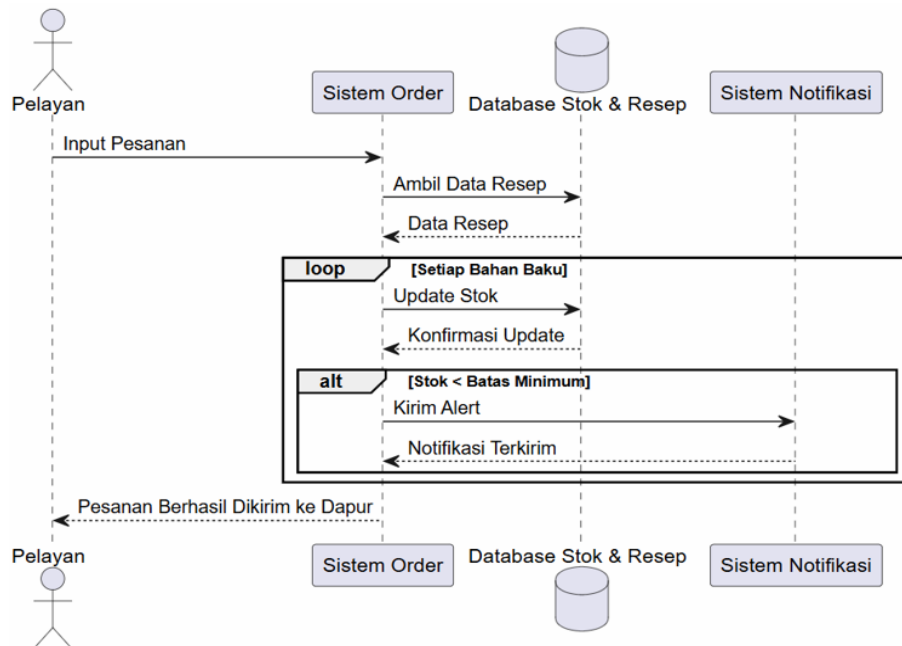 Pelayan
Sistem Order
Database Stok & Resep
Sistem Notifikasi
Input Pesanan
Ambil Data Resep
Data Resep
loop
[Setiap Bahan Baku]
Update Stok
Konfirmasi Update
alt
[Stok < Batas Minimum]
Kirim Alert
Notifikasi Terkirim
Pesanan Berhasil Dikirim ke Dapur
Pelayan
Sistem Order
Database Stok & Resep
Sistem Notifikasi